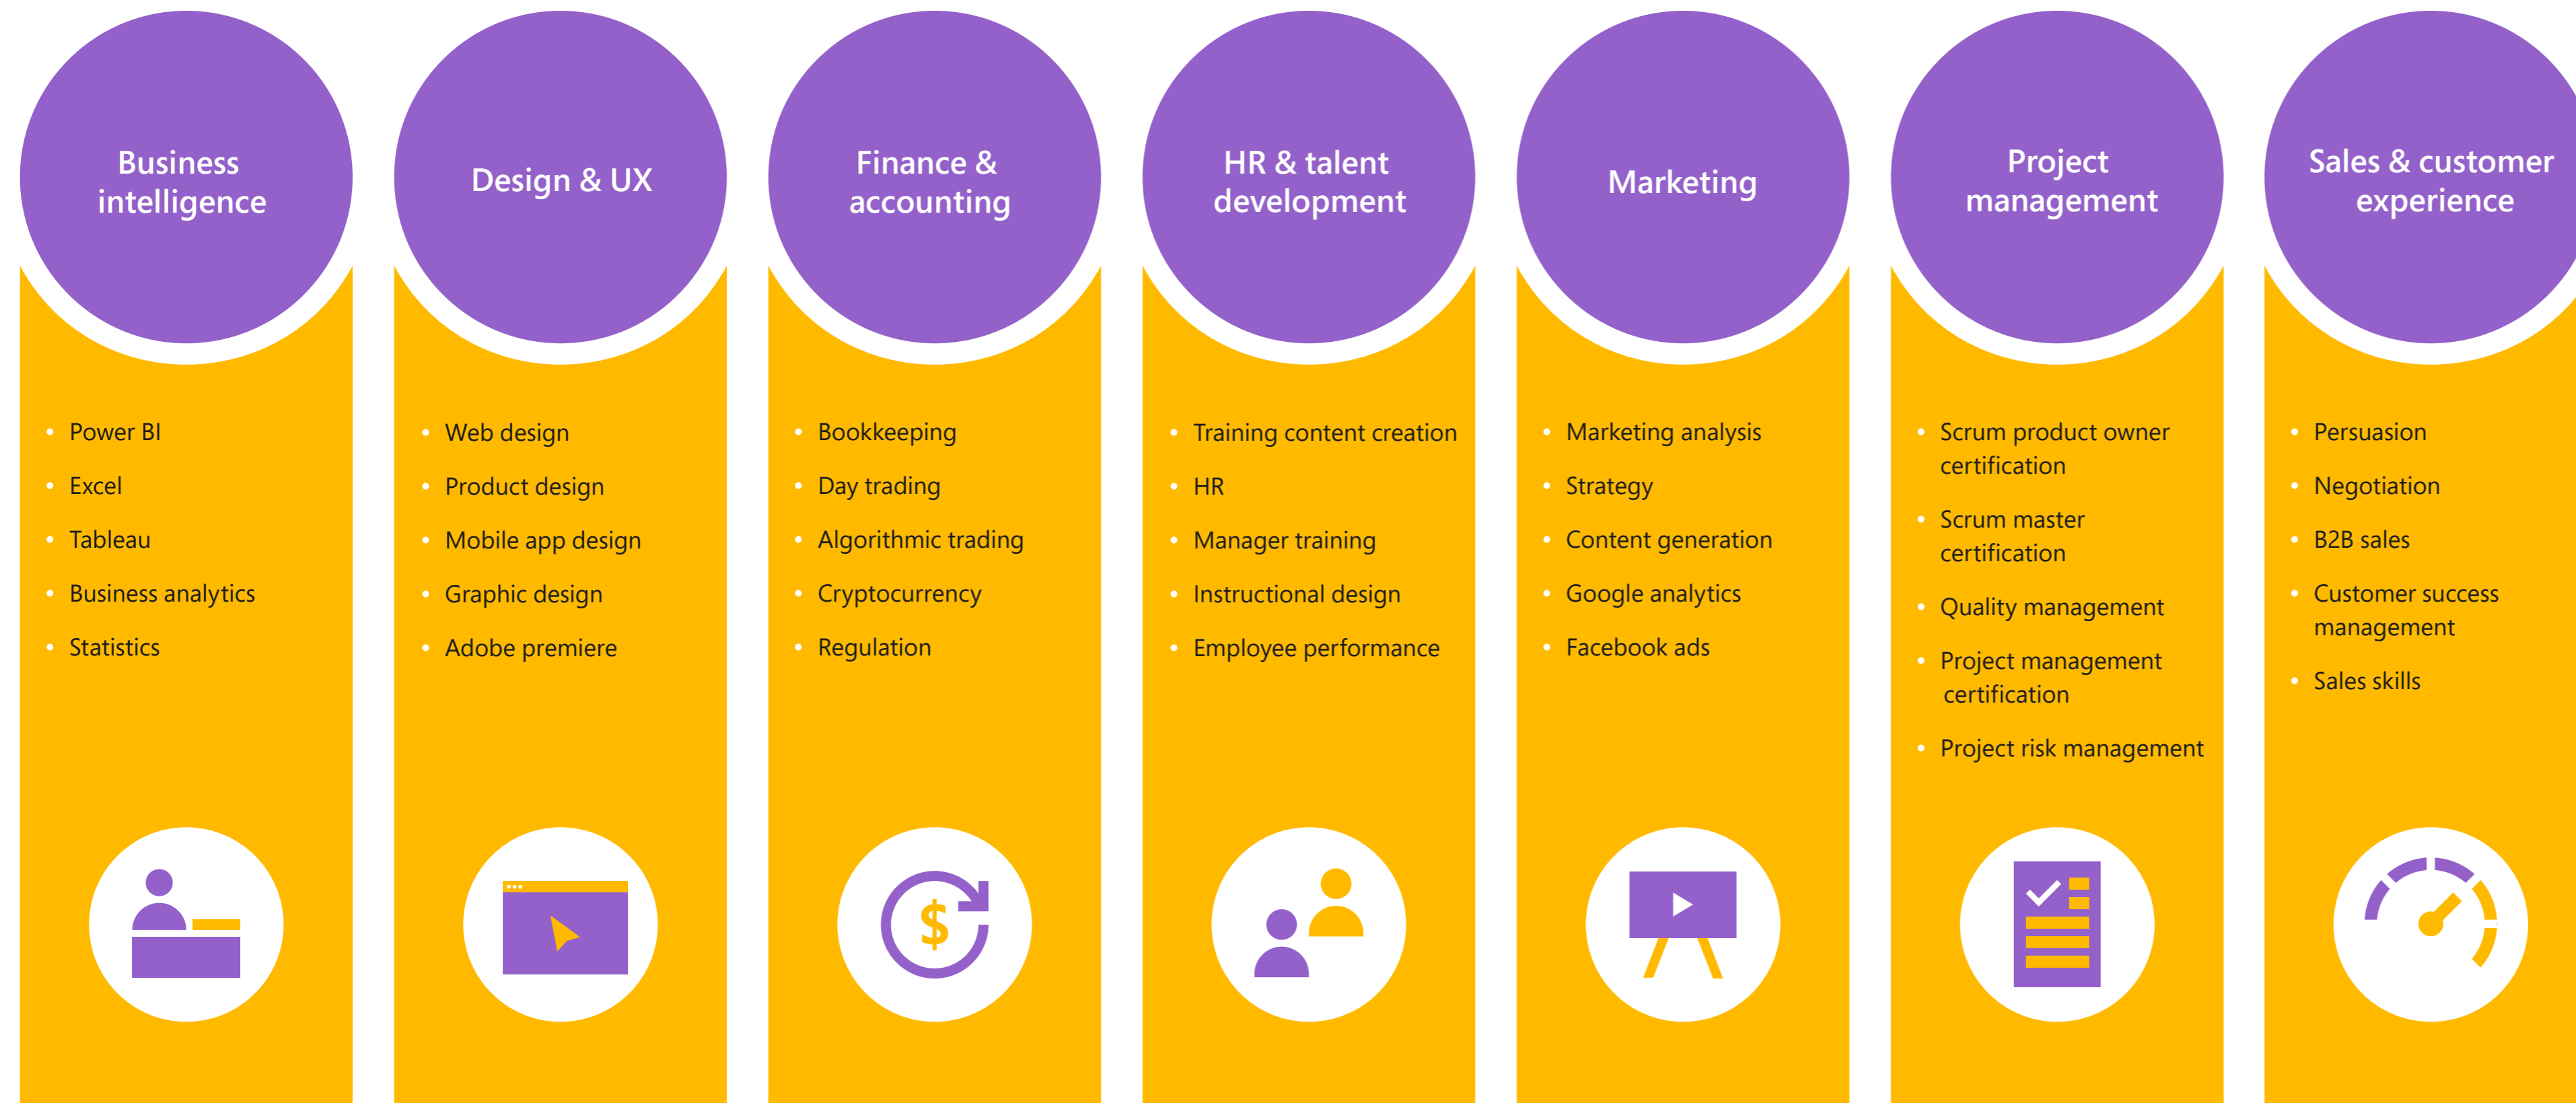 Business
intelligence
• Power BI
• Excel
• Tableau
• Business analytics
• Statistics
Design & UX
• Web design
• Product design
• Mobile app design
• Graphic design
• Adobe premiere
Finance &
accounting
• Bookkeeping
• Day trading
• Algorithmic trading
• Cryptocurrency
• Regulation
$
HR & talent
development
• Training content creation
• HR
• Manager training
• Instructional design
• Employee performance
Marketing
• Marketing analysis
• Strategy
• Content generation
• Google analytics
• Facebook ads
Project
management
• Scrum product owner
certification
• Scrum master
certification
• Quality management
• Project management
certification
• Project risk management
Sales & customer
experience
• Persuasion
• Negotiation
• B2B sales
• Customer success
management
• Sales skills